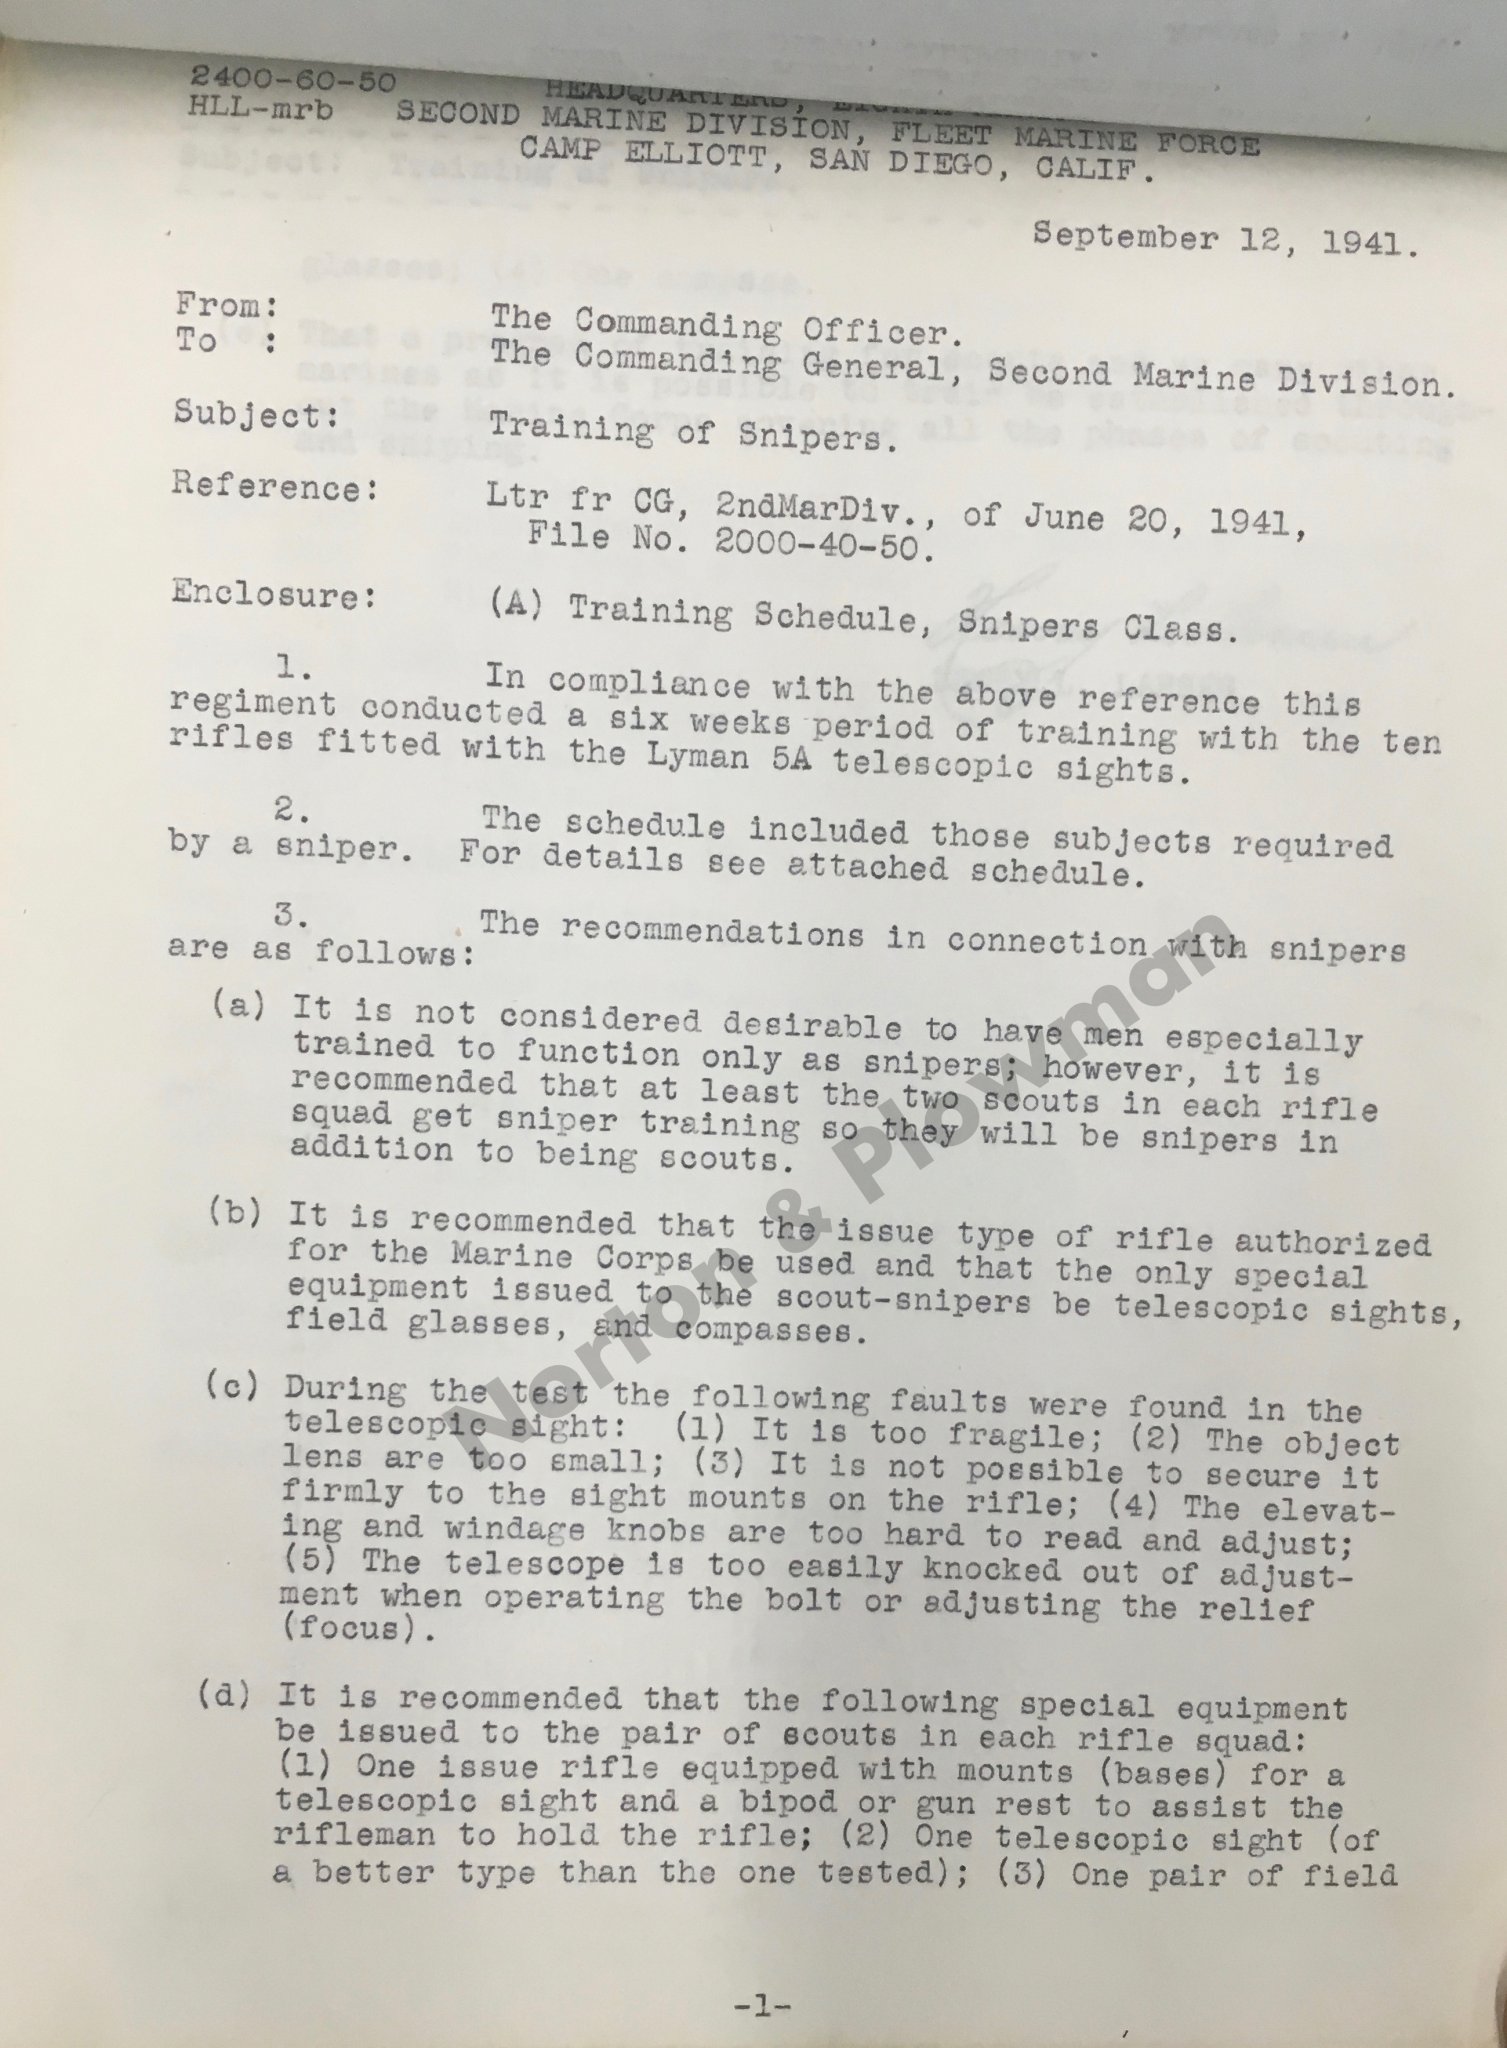 2400-60-50
HLL-mrb SECOND MARINE DIVISION, FLEET MARINE FORCE
CAMP ELLIOTT, SAN DIEGO, CALIF.
September 12, 1941.
From: The Commanding Officer.
To : The Commanding General, Second Marine Division.
Subject: Training of Snipers.
Reference: Ltr fr CG, 2ndMarDiv., of June 20, 1941,
File No. 2000-40-50.
Enclosure: (A) Training Schedule, Snipers Class.
1. In compliance with the above reference this
regiment conducted a six weeks period of training with the ten
rifles fitted with the Lyman 5A telescopic sights.
2. The schedule included those subjects required
by a sniper. For details see attached schedule.
3. The recommendations in connection with snipers
are as follows:
(a) It is not considered desirable to have men especially
trained to function only as snipers; however, it is
recommended that at least the two scouts in each rifle
squad get sniper training so they will be snipers in
addition to being scouts.
(b) It is recommended that the issue type of rifle authorized
for the Marine Corps be used and that the only special
equipment issued to the scout-snipers be telescopic sights,
field glasses, and compasses.
(c) During the test the following faults were found in the
telescopic sight: (1) It is too fragile; (2) The object
lens are too small; (3) It is not possible to secure it
firmly to the sight mounts on the rifle; (4) The elevat-
ing and windage knobs are too hard to read and adjust;
(5) The telescope is too easily knocked out of adjust-
ment when operating the bolt or adjusting the relief
(focus).
(d) It is recommended that the following special equipment
be issued to the pair of scouts in each rifle squad:
(1) One issue rifle equipped with mounts (bases) for a
telescopic sight and a bipod or gun rest to assist the
rifleman to hold the rifle; (2) One telescopic sight (of
a better type than the one tested); (3) One pair of field
-1-
Norton & Plowman